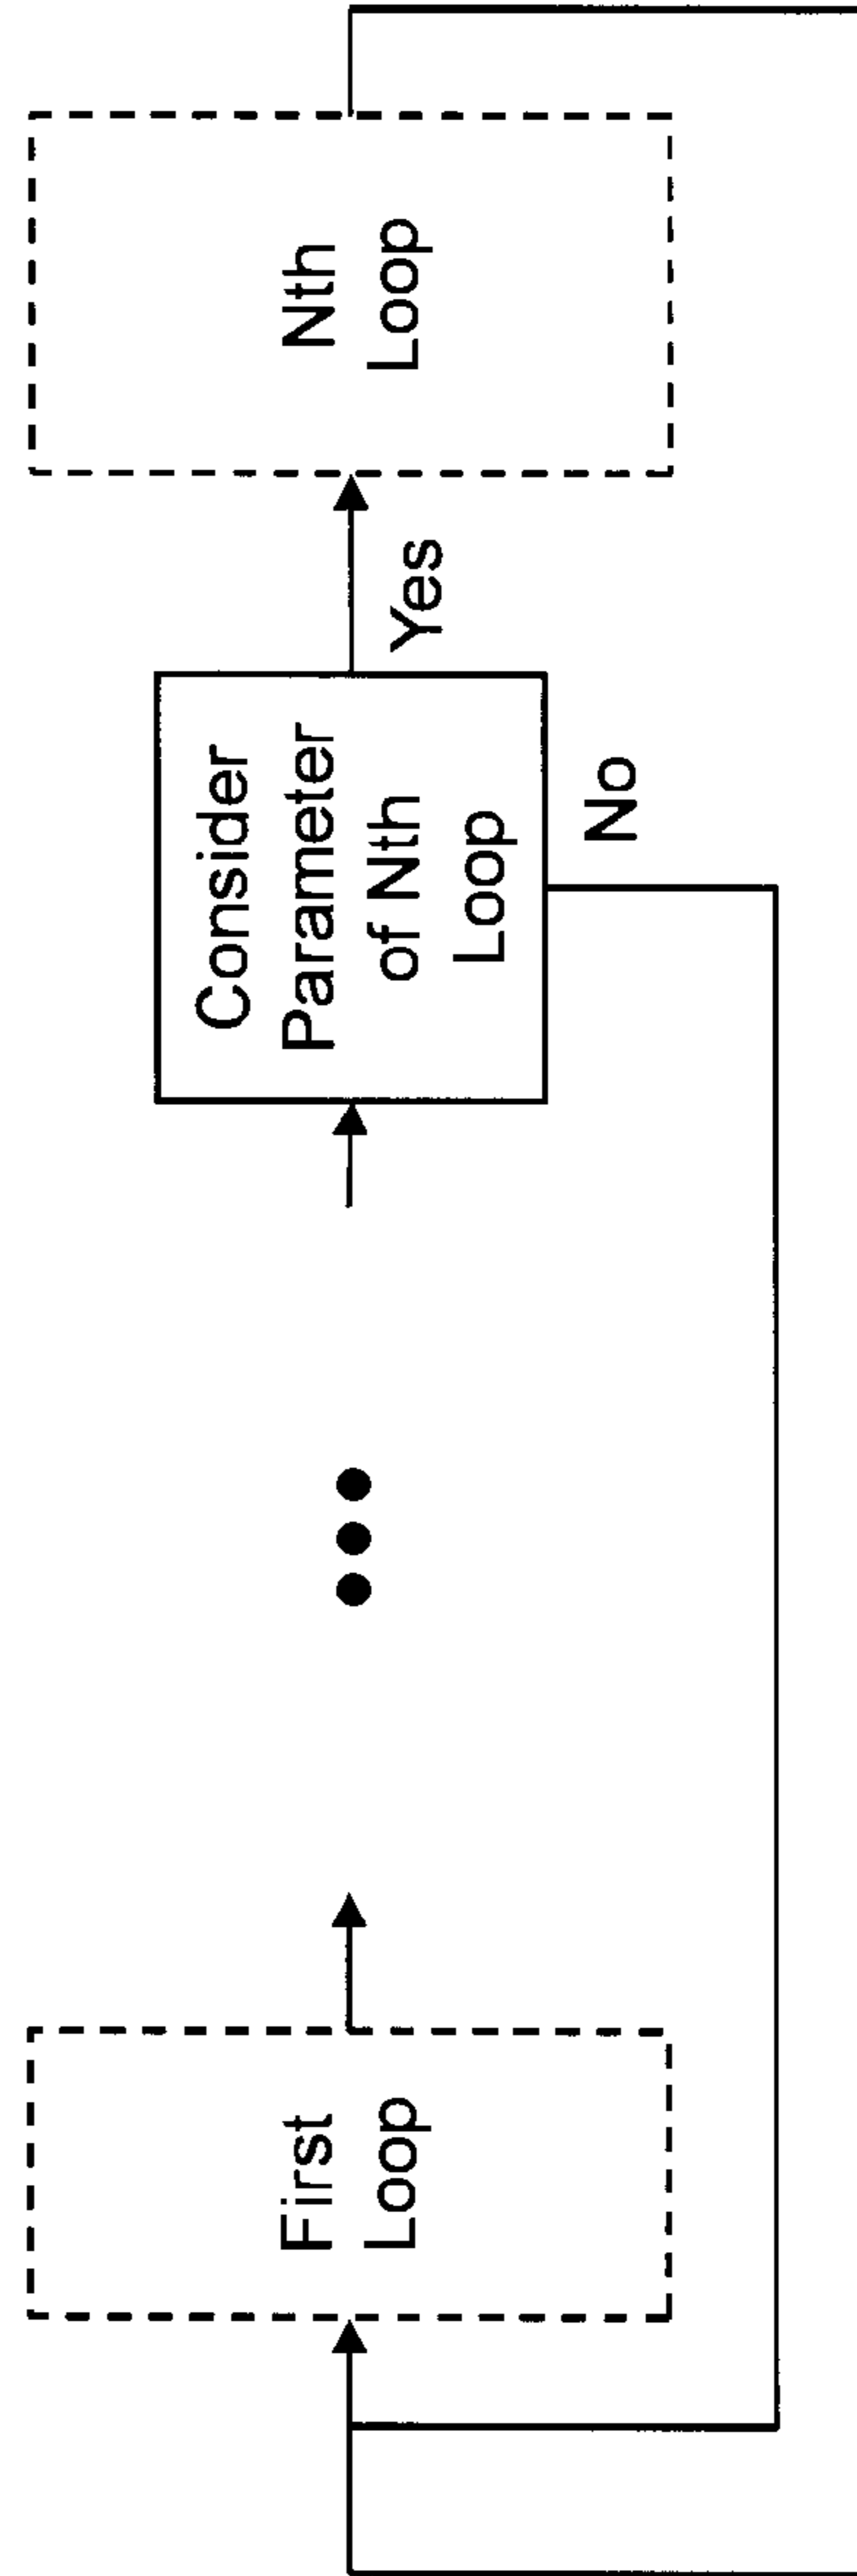 First
Loop
Consider
Parameter
of Nth
Loop
Yes
No
Nth
Loop